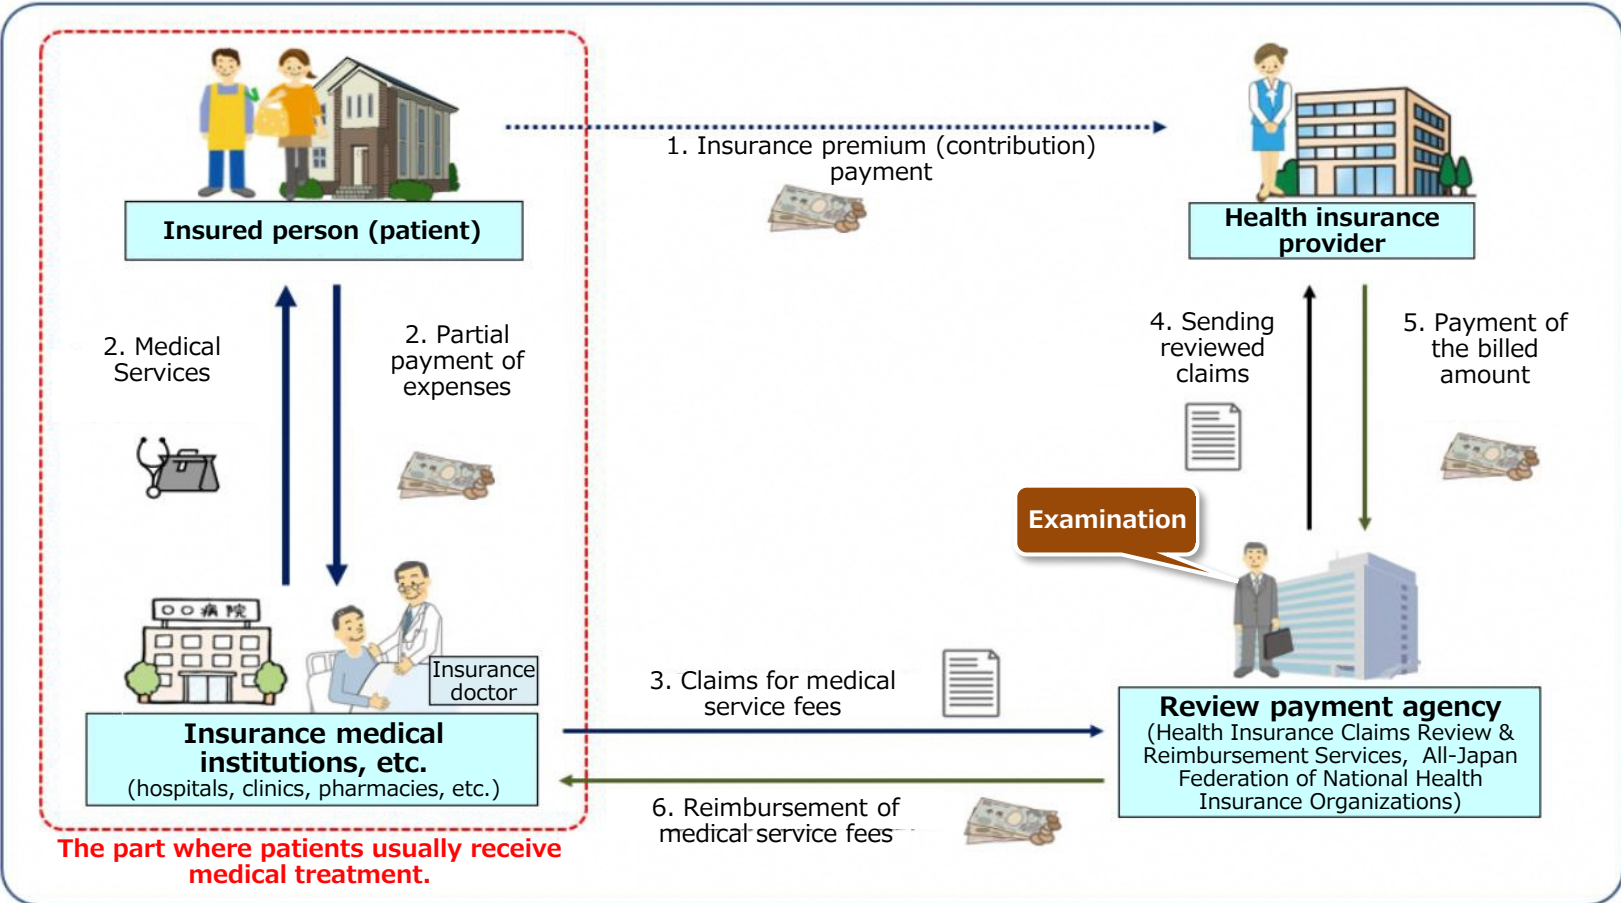 1. Insurance premium (contribution)
payment
Insured person (patient)
Health insurance
provider
2. Medical
Services
2. Partial
payment of
expenses
4. Sending
reviewed
claims
5. Payment of
the billed
amount
Examination
〇〇病院
Insurance
doctor
Insurance medical
institutions, etc.
(hospitals, clinics, pharmacies, etc.)
3. Claims for medical
service fees
6. Reimbursement of
medical service fees
Review payment agency
(Health Insurance Claims Review &
Reimbursement Services, All-Japan
Federation of National Health
Insurance Organizations)
The part where patients usually receive
medical treatment.